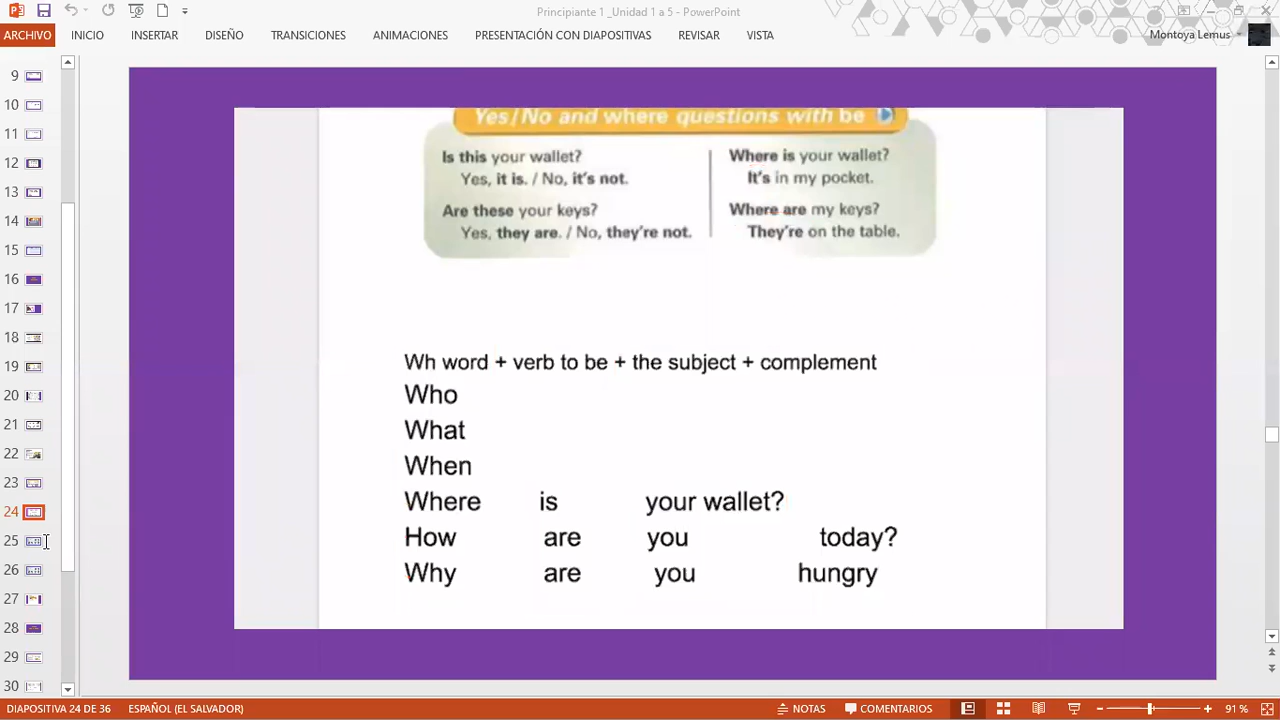 Principiante 1 _Unidad 1 a 5 - PowerPoint
ARCHIVO INICIO INSERTAR DISEÑO TRANSICIONES ANIMACIONES PRESENTACIÓN CON DIAPOSITIVAS REVISAR VISTA Montoya Lemus
9
10
11
12
13
14
15
16
17
18
19
20
21
22
23
24
25
26
27
28
29
30
Yes/No and where questions with be
Is this your wallet?
Yes, it is. / No, it's not.
Are these your keys?
Yes, they are. / No, they're not.
Where is your wallet?
It's in my pocket.
Where are my keys?
They're on the table.
Wh word + verb to be + the subject + complement
Who
What
When
Where is your wallet?
How are you today?
Why are you hungry
DIAPOSITIVA 24 DE 36 ESPAÑOL (EL SALVADOR) NOTAS COMENTARIOS 91 %